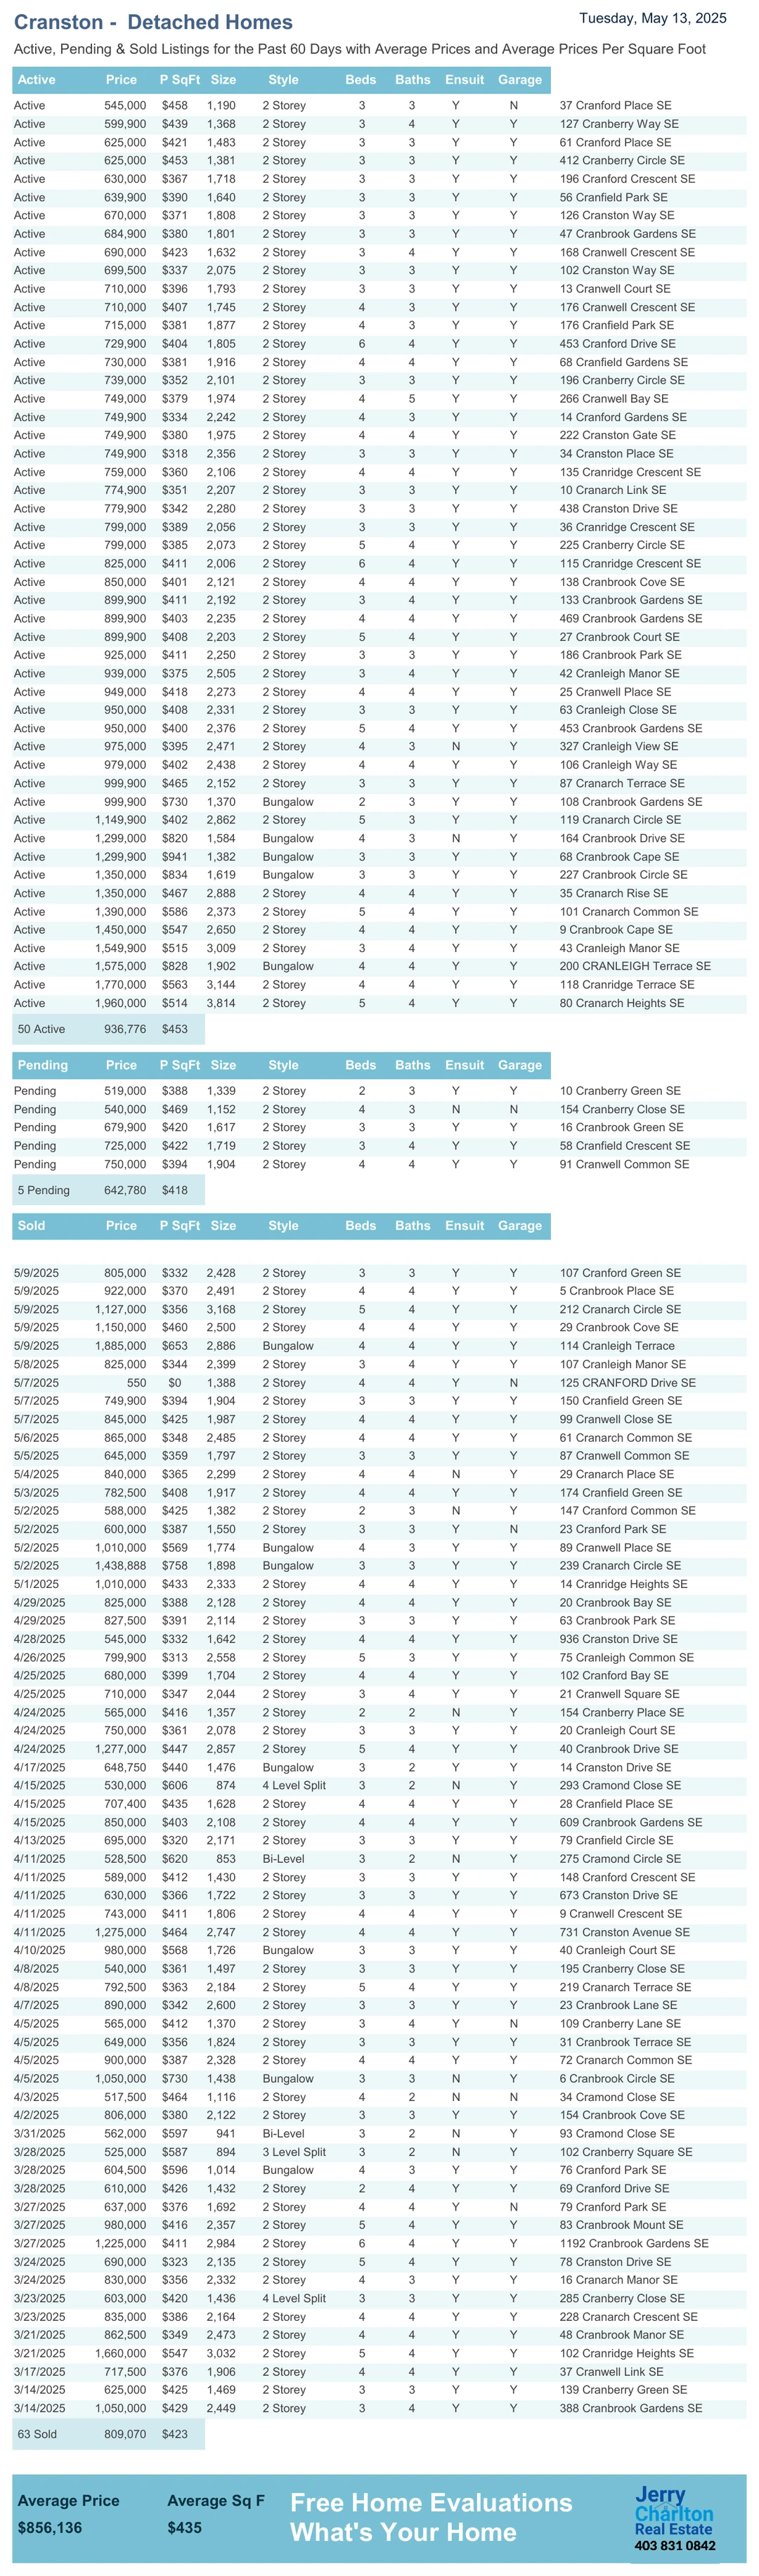 Cranston - Detached Homes
Tuesday, May 13, 2025
Active, Pending & Sold Listings for the Past 60 Days with Average Prices and Average Prices Per Square Foot
Active Price P SqFt Size Style Beds Baths Ensuit Garage
Active 545,000 $458 1,190 2 Storey 3 3 Y N 37 Cranford Place SE
Active 599,900 $439 1,368 2 Storey 3 4 Y Y 127 Cranberry Way SE
Active 625,000 $421 1,483 2 Storey 3 3 Y Y 61 Cranford Place SE
Active 625,000 $453 1,381 2 Storey 3 3 Y Y 412 Cranberry Circle SE
Active 630,000 $367 1,718 2 Storey 3 3 Y Y 196 Cranford Crescent SE
Active 639,900 $390 1,640 2 Storey 3 3 Y Y 56 Cranfield Park SE
Active 670,000 $371 1,808 2 Storey 3 3 Y Y 126 Cranston Way SE
Active 684,900 $380 1,801 2 Storey 3 3 Y Y 47 Cranbrook Gardens SE
Active 690,000 $423 1,632 2 Storey 3 4 Y Y 168 Cranwell Crescent SE
Active 699,500 $337 2,075 2 Storey 3 3 Y Y 102 Cranston Way SE
Active 710,000 $396 1,793 2 Storey 3 3 Y Y 13 Cranwell Court SE
Active 710,000 $407 1,745 2 Storey 4 3 Y Y 176 Cranwell Crescent SE
Active 715,000 $381 1,877 2 Storey 4 3 Y Y 176 Cranfield Park SE
Active 729,900 $404 1,805 2 Storey 6 4 Y Y 453 Cranford Drive SE
Active 730,000 $381 1,916 2 Storey 4 4 Y Y 68 Cranfield Gardens SE
Active 739,000 $352 2,101 2 Storey 3 3 Y Y 196 Cranberry Circle SE
Active 749,000 $379 1,974 2 Storey 4 5 Y Y 266 Cranwell Bay SE
Active 749,900 $334 2,242 2 Storey 4 3 Y Y 14 Cranford Gardens SE
Active 749,900 $380 1,975 2 Storey 4 4 Y Y 222 Cranston Gate SE
Active 749,900 $318 2,356 2 Storey 3 3 Y Y 34 Cranston Place SE
Active 759,000 $360 2,106 2 Storey 4 4 Y Y 135 Cranridge Crescent SE
Active 774,900 $351 2,207 2 Storey 3 3 Y Y 10 Cranarch Link SE
Active 779,900 $342 2,280 2 Storey 3 3 Y Y 438 Cranston Drive SE
Active 799,000 $389 2,056 2 Storey 3 3 Y Y 36 Cranridge Crescent SE
Active 799,000 $385 2,073 2 Storey 5 4 Y Y 225 Cranberry Circle SE
Active 825,000 $411 2,006 2 Storey 6 4 Y Y 115 Cranridge Crescent SE
Active 850,000 $401 2,121 2 Storey 4 4 Y Y 138 Cranbrook Cove SE
Active 899,900 $411 2,192 2 Storey 3 4 Y Y 133 Cranbrook Gardens SE
Active 899,900 $403 2,235 2 Storey 4 4 Y Y 469 Cranbrook Gardens SE
Active 899,900 $408 2,203 2 Storey 5 4 Y Y 27 Cranbrook Court SE
Active 925,000 $411 2,250 2 Storey 3 3 Y Y 186 Cranbrook Park SE
Active 939,000 $375 2,505 2 Storey 3 4 Y Y 42 Cranleigh Manor SE
Active 949,000 $418 2,273 2 Storey 4 4 Y Y 25 Cranwell Place SE
Active 950,000 $408 2,331 2 Storey 3 3 Y Y 63 Cranleigh Close SE
Active 950,000 $400 2,376 2 Storey 5 4 Y Y 453 Cranbrook Gardens SE
Active 975,000 $395 2,471 2 Storey 4 3 N Y 327 Cranleigh View SE
Active 979,000 $402 2,438 2 Storey 4 4 Y Y 106 Cranleigh Way SE
Active 999,900 $465 2,152 2 Storey 3 3 Y Y 87 Cranarch Terrace SE
Active 999,900 $730 1,370 Bungalow 2 3 Y Y 108 Cranbrook Gardens SE
Active 1,149,900 $402 2,862 2 Storey 5 3 Y Y 119 Cranarch Circle SE
Active 1,299,000 $820 1,584 Bungalow 4 3 N Y 164 Cranbrook Drive SE
Active 1,299,900 $941 1,382 Bungalow 3 3 Y Y 68 Cranbrook Cape SE
Active 1,350,000 $834 1,619 Bungalow 3 3 Y Y 227 Cranbrook Circle SE
Active 1,350,000 $467 2,888 2 Storey 4 4 Y Y 35 Cranarch Rise SE
Active 1,390,000 $586 2,373 2 Storey 5 4 Y Y 101 Cranarch Common SE
Active 1,450,000 $547 2,650 2 Storey 4 4 Y Y 9 Cranbrook Cape SE
Active 1,549,900 $515 3,009 2 Storey 3 4 Y Y 43 Cranleigh Manor SE
Active 1,575,000 $828 1,902 Bungalow 4 4 Y Y 200 CRANLEIGH Terrace SE
Active 1,770,000 $563 3,144 2 Storey 4 4 Y Y 118 Cranridge Terrace SE
Active 1,960,000 $514 3,814 2 Storey 5 4 Y Y 80 Cranarch Heights SE
50 Active 936,776 $453
Pending Price P SqFt Size Style Beds Baths Ensuit Garage
Pending 519,000 $388 1,339 2 Storey 2 3 Y Y 10 Cranberry Green SE
Pending 540,000 $469 1,152 2 Storey 4 3 N N 154 Cranberry Close SE
Pending 679,900 $420 1,617 2 Storey 3 3 Y Y 16 Cranbrook Green SE
Pending 725,000 $422 1,719 2 Storey 3 4 Y Y 58 Cranfield Crescent SE
Pending 750,000 $394 1,904 2 Storey 4 4 Y Y 91 Cranwell Common SE
5 Pending 642,780 $418
Sold Price P SqFt Size Style Beds Baths Ensuit Garage
5/9/2025 805,000 $332 2,428 2 Storey 3 3 Y Y 107 Cranford Green SE
5/9/2025 922,000 $370 2,491 2 Storey 4 4 Y Y 5 Cranbrook Place SE
5/9/2025 1,127,000 $356 3,168 2 Storey 5 4 Y Y 212 Cranarch Circle SE
5/9/2025 1,150,000 $460 2,500 2 Storey 4 4 Y Y 29 Cranbrook Cove SE
5/9/2025 1,885,000 $653 2,886 Bungalow 4 4 Y Y 114 Cranleigh Terrace
5/8/2025 825,000 $344 2,399 2 Storey 3 4 Y Y 107 Cranleigh Manor SE
5/7/2025 550 $0 1,388 2 Storey 4 4 Y N 125 CRANFORD Drive SE
5/7/2025 749,900 $394 1,904 2 Storey 3 3 Y Y 150 Cranfield Green SE
5/7/2025 845,000 $425 1,987 2 Storey 4 4 Y Y 99 Cranwell Close SE
5/6/2025 865,000 $348 2,485 2 Storey 4 4 Y Y 61 Cranarch Common SE
5/5/2025 645,000 $359 1,797 2 Storey 3 3 Y Y 87 Cranwell Common SE
5/4/2025 840,000 $365 2,299 2 Storey 4 4 N Y 29 Cranarch Place SE
5/3/2025 782,500 $408 1,917 2 Storey 4 4 Y Y 174 Cranfield Green SE
5/2/2025 588,000 $425 1,382 2 Storey 2 3 N Y 147 Cranford Common SE
5/2/2025 600,000 $387 1,550 2 Storey 3 3 Y N 23 Cranford Park SE
5/2/2025 1,010,000 $569 1,774 Bungalow 4 3 Y Y 89 Cranwell Place SE
5/2/2025 1,438,888 $758 1,898 Bungalow 3 3 Y Y 239 Cranarch Circle SE
5/1/2025 1,010,000 $433 2,333 2 Storey 4 4 Y Y 14 Cranridge Heights SE
4/29/2025 825,000 $388 2,128 2 Storey 4 4 Y Y 20 Cranbrook Bay SE
4/29/2025 827,500 $391 2,114 2 Storey 3 3 Y Y 63 Cranbrook Park SE
4/28/2025 545,000 $332 1,642 2 Storey 4 4 Y Y 936 Cranston Drive SE
4/26/2025 799,900 $313 2,558 2 Storey 5 3 Y Y 75 Cranleigh Common SE
4/25/2025 680,000 $399 1,704 2 Storey 4 4 Y Y 102 Cranford Bay SE
4/25/2025 710,000 $347 2,044 2 Storey 3 4 Y Y 21 Cranwell Square SE
4/24/2025 565,000 $416 1,357 2 Storey 2 2 N Y 154 Cranberry Place SE
4/24/2025 750,000 $361 2,078 2 Storey 3 3 Y Y 20 Cranleigh Court SE
4/24/2025 1,277,000 $447 2,857 2 Storey 5 4 Y Y 40 Cranbrook Drive SE
4/17/2025 648,750 $440 1,476 Bungalow 3 2 Y Y 14 Cranston Drive SE
4/15/2025 530,000 $606 874 4 Level Split 3 2 N Y 293 Cramond Close SE
4/15/2025 707,400 $435 1,628 2 Storey 4 4 Y Y 28 Cranfield Place SE
4/15/2025 850,000 $403 2,108 2 Storey 4 4 Y Y 609 Cranbrook Gardens SE
4/13/2025 695,000 $320 2,171 2 Storey 3 3 Y Y 79 Cranfield Circle SE
4/11/2025 528,500 $620 853 Bi-Level 3 2 N Y 275 Cramond Circle SE
4/11/2025 589,000 $412 1,430 2 Storey 3 3 Y Y 148 Cranford Crescent SE
4/11/2025 630,000 $366 1,722 2 Storey 3 3 Y Y 673 Cranston Drive SE
4/11/2025 743,000 $411 1,806 2 Storey 4 4 Y Y 9 Cranwell Crescent SE
4/11/2025 1,275,000 $464 2,747 2 Storey 4 4 Y Y 731 Cranston Avenue SE
4/10/2025 980,000 $568 1,726 Bungalow 3 3 Y Y 40 Cranleigh Court SE
4/8/2025 540,000 $361 1,497 2 Storey 3 3 Y Y 195 Cranberry Close SE
4/8/2025 792,500 $363 2,184 2 Storey 5 4 Y Y 219 Cranarch Terrace SE
4/7/2025 890,000 $342 2,600 2 Storey 3 3 Y Y 23 Cranbrook Lane SE
4/5/2025 565,000 $412 1,370 2 Storey 3 4 Y N 109 Cranberry Lane SE
4/5/2025 649,000 $356 1,824 2 Storey 3 3 Y Y 31 Cranbrook Terrace SE
4/5/2025 900,000 $387 2,328 2 Storey 4 4 Y Y 72 Cranarch Common SE
4/5/2025 1,050,000 $730 1,438 Bungalow 3 3 N Y 6 Cranbrook Circle SE
4/3/2025 517,500 $464 1,116 2 Storey 4 2 N N 34 Cramond Close SE
4/2/2025 806,000 $380 2,122 2 Storey 3 3 Y Y 154 Cranbrook Cove SE
3/31/2025 562,000 $597 941 Bi-Level 3 2 N Y 93 Cramond Close SE
3/28/2025 525,000 $587 894 3 Level Split 3 2 N Y 102 Cranberry Square SE
3/28/2025 604,500 $596 1,014 Bungalow 4 3 Y Y 76 Cranford Park SE
3/28/2025 610,000 $426 1,432 2 Storey 2 4 Y Y 69 Cranford Drive SE
3/27/2025 637,000 $376 1,692 2 Storey 4 4 Y N 79 Cranford Park SE
3/27/2025 980,000 $416 2,357 2 Storey 5 4 Y Y 83 Cranbrook Mount SE
3/27/2025 1,225,000 $411 2,984 2 Storey 6 4 Y Y 1192 Cranbrook Gardens SE
3/24/2025 690,000 $323 2,135 2 Storey 5 4 Y Y 78 Cranston Drive SE
3/24/2025 830,000 $356 2,332 2 Storey 4 3 Y Y 16 Cranarch Manor SE
3/23/2025 603,000 $420 1,436 4 Level Split 3 3 Y Y 285 Cranberry Close SE
3/23/2025 835,000 $386 2,164 2 Storey 4 4 Y Y 228 Cranarch Crescent SE
3/21/2025 862,500 $349 2,473 2 Storey 4 4 Y Y 48 Cranbrook Manor SE
3/21/2025 1,660,000 $547 3,032 2 Storey 5 4 Y Y 102 Cranridge Heights SE
3/17/2025 717,500 $376 1,906 2 Storey 4 4 Y Y 37 Cranwell Link SE
3/14/2025 625,000 $425 1,469 2 Storey 3 3 Y Y 139 Cranberry Green SE
3/14/2025 1,050,000 $429 2,449 2 Storey 3 4 Y Y 388 Cranbrook Gardens SE
63 Sold 809,070 $423
Average Price Average Sq F
$856,136 $435
Free Home Evaluations
What's Your Home
Jerry
Charlton
Real Estate
403 831 0842